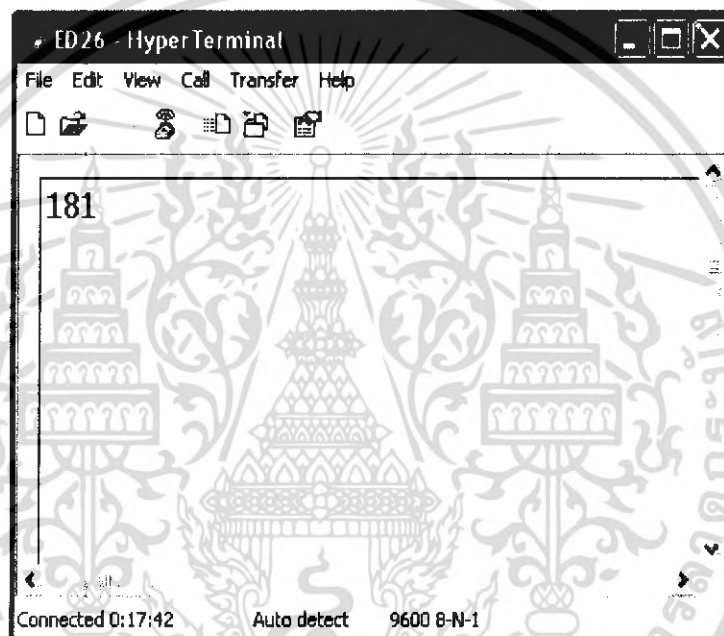 ED26 - HyperTerminal
File Edit View Call Transfer Help
181
Connected 0:17:42 Auto detect 9600 8-N-1